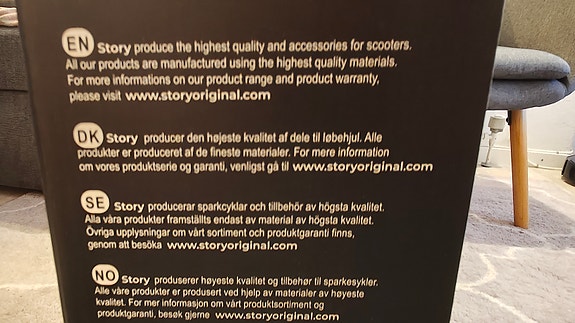 EN Story produce the highest quality and accessories for scooters.
All our products are manufactured using the highest quality materials.
For more informations on our product range and product warranty,
please visit www.storyoriginal.com
DK Story producer den højeste kvalitet af dele til løbehjul. Alle
produkter er produceret af de fineste materialer. For mere information
om vores produktserie og garanti, venligst gå til www.storyoriginal.com
SE Story producerar sparkcyklar och tillbehör av högsta kvalitet.
Alla våra produkter framställts endast av material av högsta kvalitet.
Övriga upplysningar om vårt sortiment och produktgaranti finns,
genom att besöka www.storyoriginal.com
NO Story produserer høyeste kvalitet og tilbehør til sparkesykler.
Alle våre produkter er produsert ved hjelp av materialer av høyeste
kvalitet. For mer informasjon om vårt produktsortiment og
produktgaranti, besøk gjerne www.storyoriginal.com